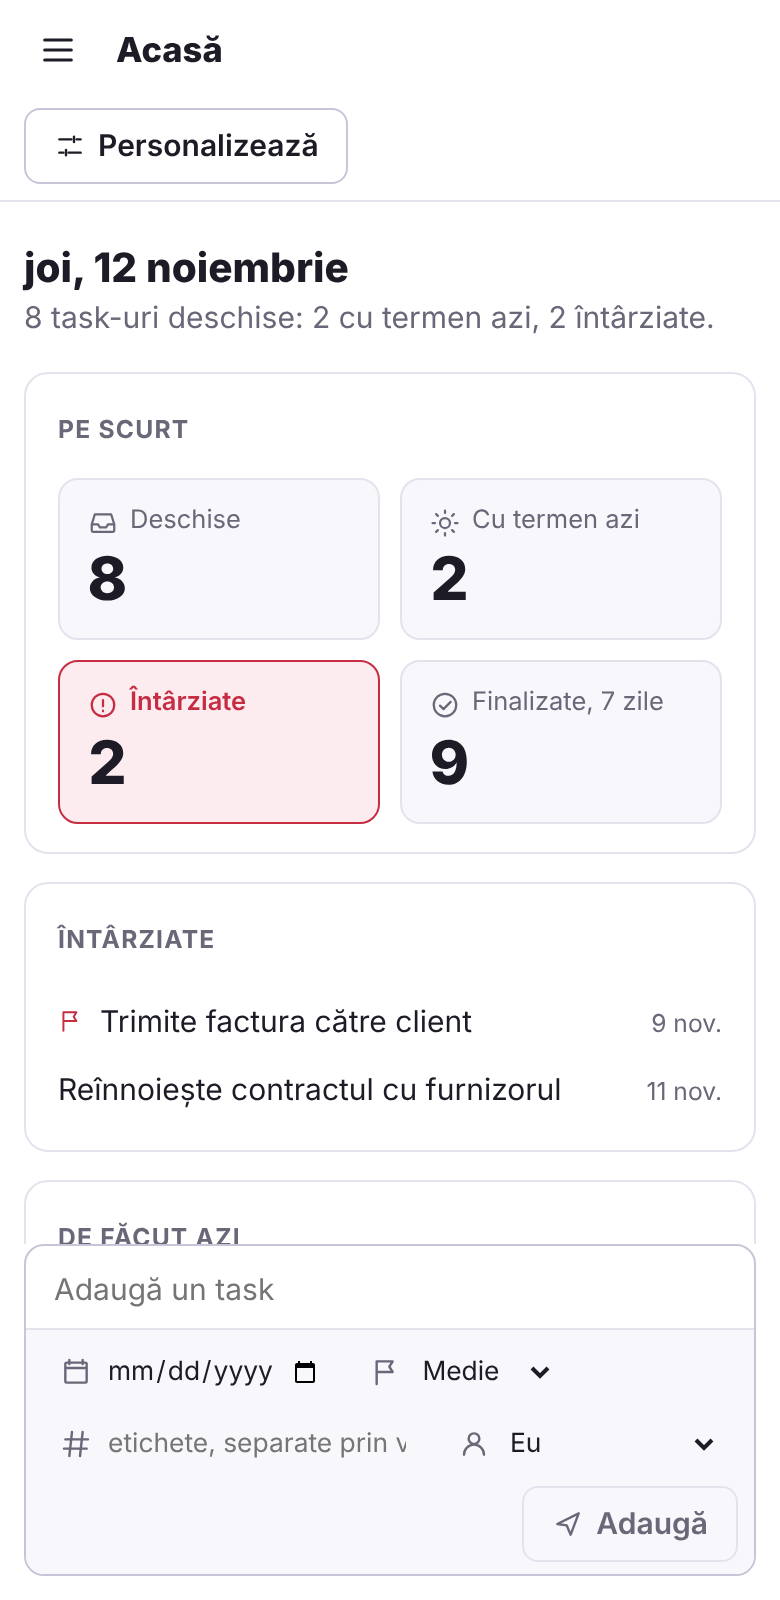 Acasă
Personalizează
joi, 12 noiembrie
8 task-uri deschise: 2 cu termen azi, 2 întârziate.
PE SCURT
Deschise
8
Cu termen azi
2
Întârziate
2
Finalizate, 7 zile
9
ÎNTÂRZIATE
Trimite factura către client
9 nov.
Reînnoiește contractul cu furnizorul
11 nov.
DE FĂCUT AZI
Adaugă un task
mm/dd/yyyy
Medie
etichete, separate prin
Eu
Adaugă